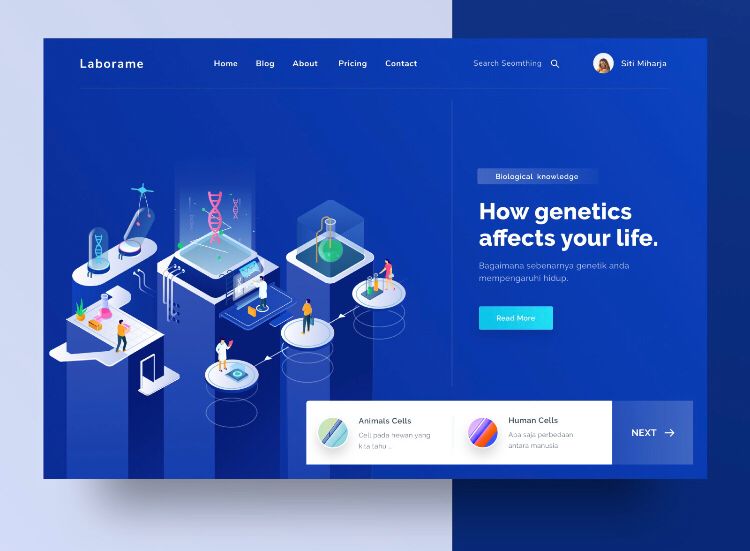 Laborame
Home Blog About Pricing Contact
Search Seomthing
Siti Miharja
Biological knowledge
How genetics
affects your life.
Bagaimana sebenarnya genetik anda
mempengaruhi hidup.
Read More
Animals Cells
Cell pada hewan yang
kita tahu ..
Human Cells
Apa saja perbedaan
antara manusia
NEXT